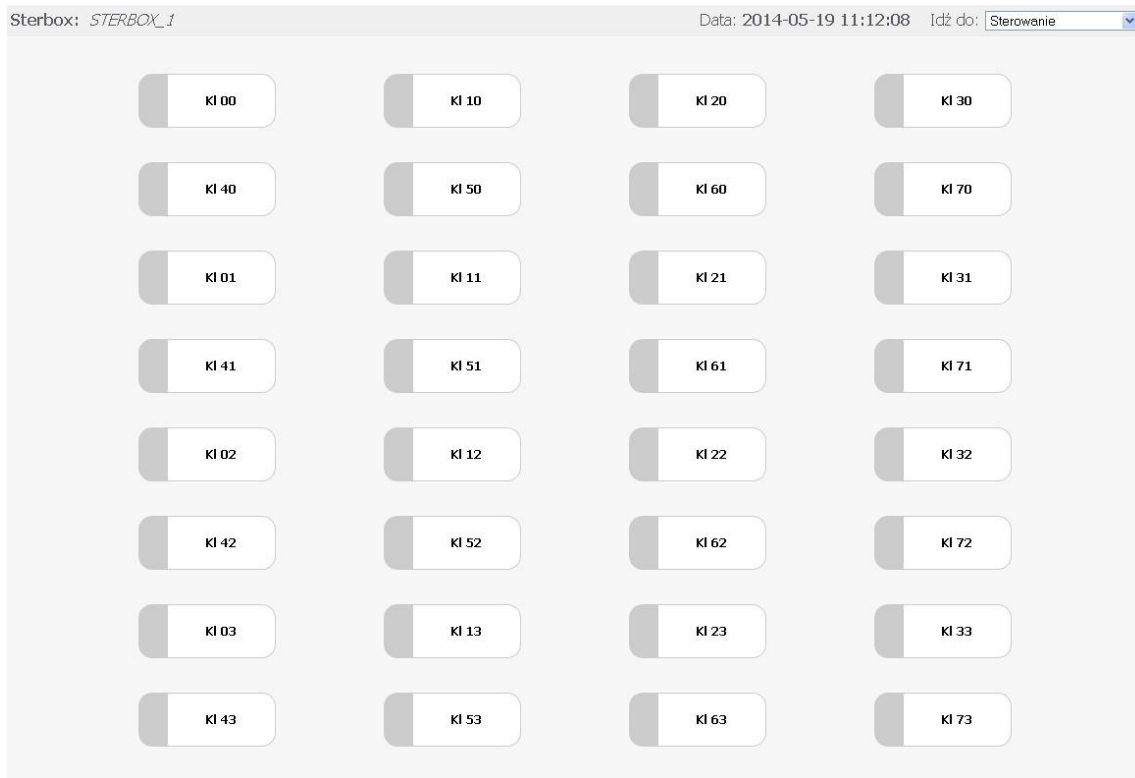 Sterbox: STERBOX_1 Data: 2014-05-19 11:12:08 Idź do: Sterowanie
Kl 00 Kl 10 Kl 20 Kl 30
Kl 40 Kl 50 Kl 60 Kl 70
Kl 01 Kl 11 Kl 21 Kl 31
Kl 41 Kl 51 Kl 61 Kl 71
Kl 02 Kl 12 Kl 22 Kl 32
Kl 42 Kl 52 Kl 62 Kl 72
Kl 03 Kl 13 Kl 23 Kl 33
Kl 43 Kl 53 Kl 63 Kl 73